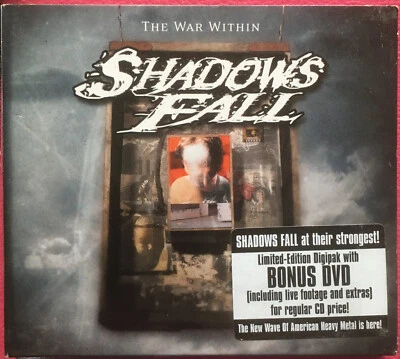 THE WAR WITHIN
SHADOWS
FALL
SHADOWS FALL at their strongest!
Limited-Edition Digipak with
BONUS DVD
(including live footage and extras)
for regular CD price!
The New Wave Of American Heavy Metal is here!